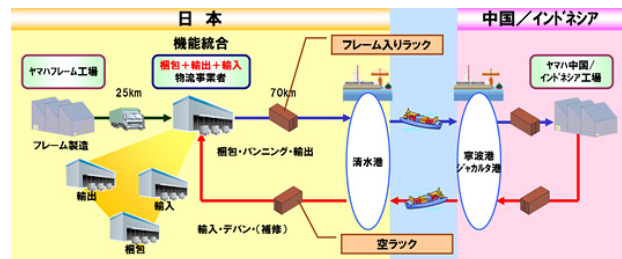 日 本
中国／インドネシア
機能統合
フレーム入りラック
ヤマハフレーム工場
梱包＋輸出＋輸入
物流事業者
ヤマハ中国/
インドネシア工場
25km
70km
フレーム製造
梱包・バンニング・輸出
清水港
寧波港
ジャカルタ港
輸出
輸入
梱包
輸入・デバン・(補修)
空ラック